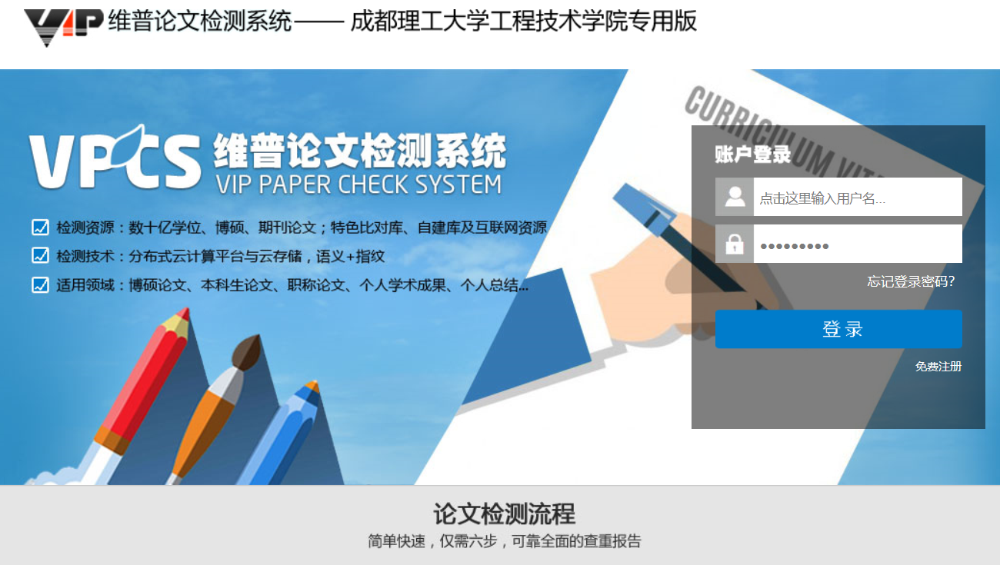 VIP 维普论文检测系统—— 成都理工大学工程技术学院专用版
VPCS 维普论文检测系统
VIP PAPER CHECK SYSTEM
检测资源：数十亿学位、博硕、期刊论文；特色比对库、自建库及互联网资源
检测技术：分布式云计算平台与云存储，语义+指纹
适用领域：博硕论文、本科生论文、职称论文、个人学术成果、个人总结...
CURRICULUM VITA
账户登录
点击这里输入用户名...
•••••••••
忘记登录密码?
登 录
免费注册
论文检测流程
简单快速，仅需六步，可靠全面的查重报告